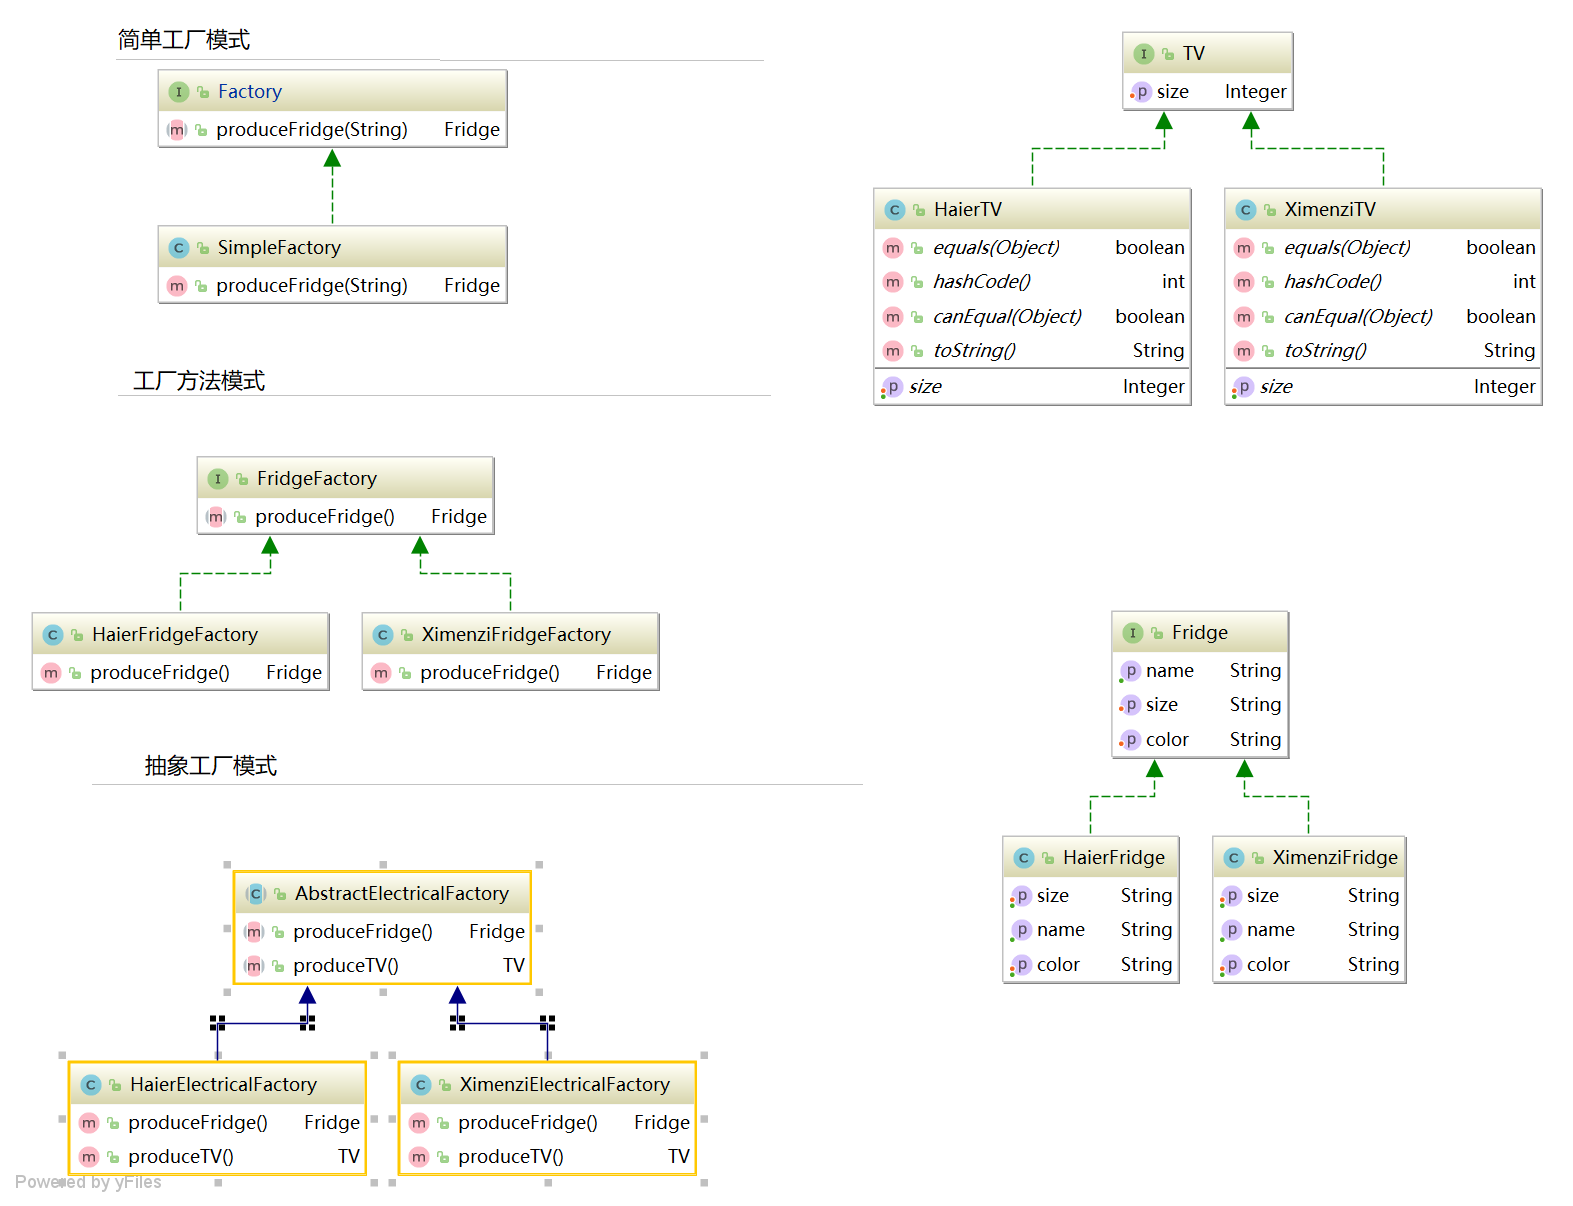 简单工厂模式
I Factory
m produceFridge(String) Fridge
C SimpleFactory
m produceFridge(String) Fridge
工厂方法模式
I FridgeFactory
m produceFridge() Fridge
C HaierFridgeFactory
m produceFridge() Fridge
C XimenziFridgeFactory
m produceFridge() Fridge
抽象工厂模式
C AbstractElectricalFactory
m produceFridge() Fridge
m produceTV() TV
C HaierElectricalFactory
m produceFridge() Fridge
m produceTV() TV
C XimenziElectricalFactory
m produceFridge() Fridge
m produceTV() TV
Powered by yFiles
I TV
p size Integer
C HaierTV
m equals(Object) boolean
m hashCode() int
m canEqual(Object) boolean
m toString() String
p size Integer
C XimenziTV
m equals(Object) boolean
m hashCode() int
m canEqual(Object) boolean
m toString() String
p size Integer
I Fridge
p name String
p size String
p color String
C HaierFridge
p size String
p name String
p color String
C XimenziFridge
p size String
p name String
p color String